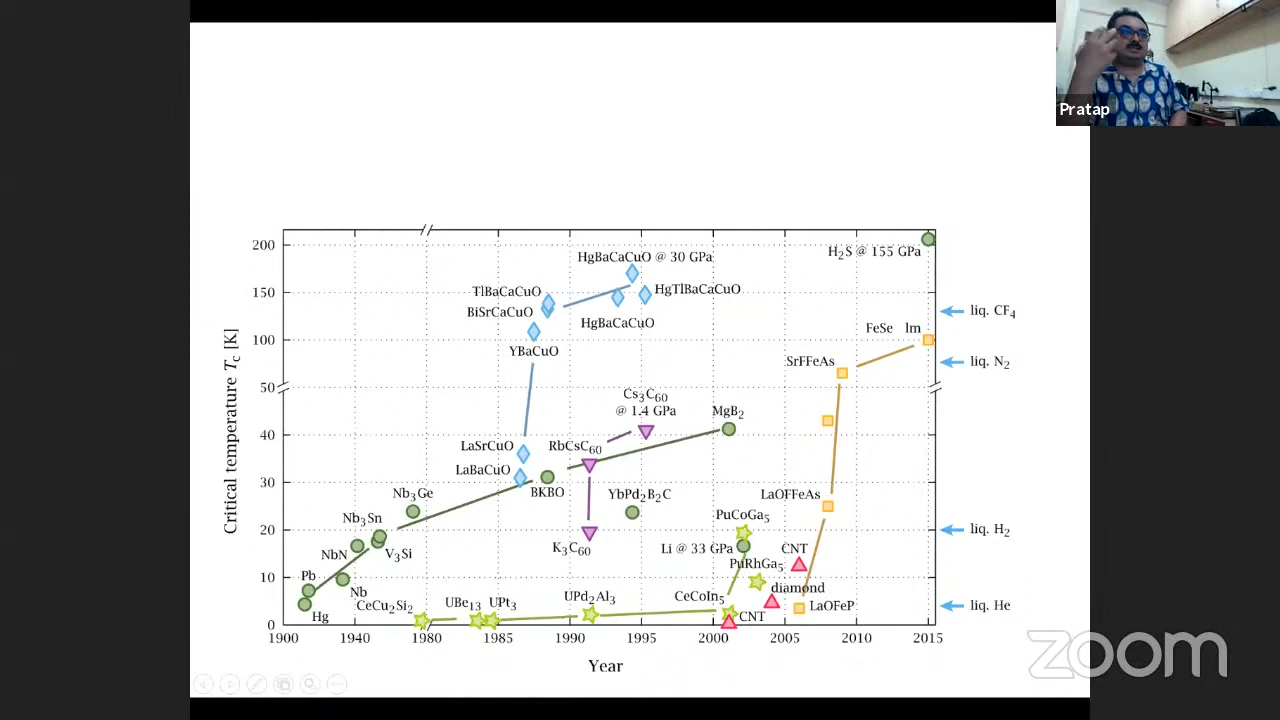 Pratap
200
150
100
50
40
30
20
10
0
Critical temperature Tc [K]
H2S @ 155 GPa
HgBaCaCuO @ 30 GPa
TlBaCaCuO
HgTlBaCaCuO
BiSrCaCuO
HgBaCaCuO
YBaCuO
liq. CF4
FeSe lm
SrFFeAs
liq. N2
Cs3C60
@ 1.4 GPa
MgB2
LaSrCuO
RbCsC60
LaBaCuO
BKBO
YbPd2B2C
LaOFFeAs
Nb3Ge
Nb3Sn
PuCoGa5
liq. H2
NbN
V3Si
K3C60
Li @ 33 GPa
CNT
PuRhGa5
Pb
Nb
diamond
CeCu2Si2
UBe13
UPt3
UPd2Al3
CeCoIn5
LaOFeP
liq. He
Hg
CNT
1900
1940
1980
1985
1990
1995
2000
2005
2010
2015
Year
zoom